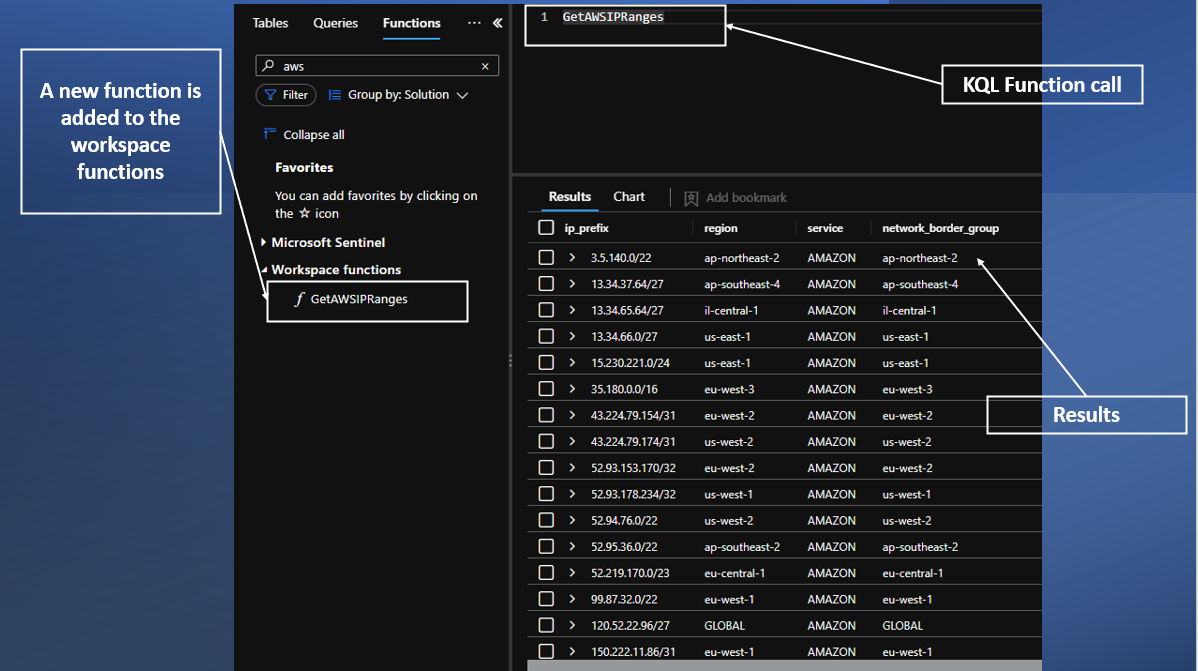 A new function is
added to the
workspace
functions
Tables Queries Functions ··· «
aws ×
Filter Group by: Solution
Collapse all
Favorites
You can add favorites by clicking on
the ☆ icon
Microsoft Sentinel
Workspace functions
f GetAWSIPRanges
1 GetAWSIPRanges
KQL Function call
Results Chart Add bookmark
ip_prefix region service network_border_group
3.5.140.0/22 ap-northeast-2 AMAZON ap-northeast-2
13.34.37.64/27 ap-southeast-4 AMAZON ap-southeast-4
13.34.65.64/27 il-central-1 AMAZON il-central-1
13.34.66.0/27 us-east-1 AMAZON us-east-1
15.230.221.0/24 us-east-1 AMAZON us-east-1
35.180.0.0/16 eu-west-3 AMAZON eu-west-3
43.224.79.154/31 eu-west-2 AMAZON eu-west-2
43.224.79.174/31 us-west-2 AMAZON us-west-2
52.93.153.170/32 eu-west-2 AMAZON eu-west-2
52.93.178.234/32 us-west-1 AMAZON us-west-1
52.94.76.0/22 us-west-2 AMAZON us-west-2
52.95.36.0/22 ap-southeast-2 AMAZON ap-southeast-2
52.219.170.0/23 eu-central-1 AMAZON eu-central-1
99.87.32.0/22 eu-west-1 AMAZON eu-west-1
120.52.22.96/27 GLOBAL AMAZON GLOBAL
150.222.11.86/31 eu-west-1 AMAZON eu-west-1
Results